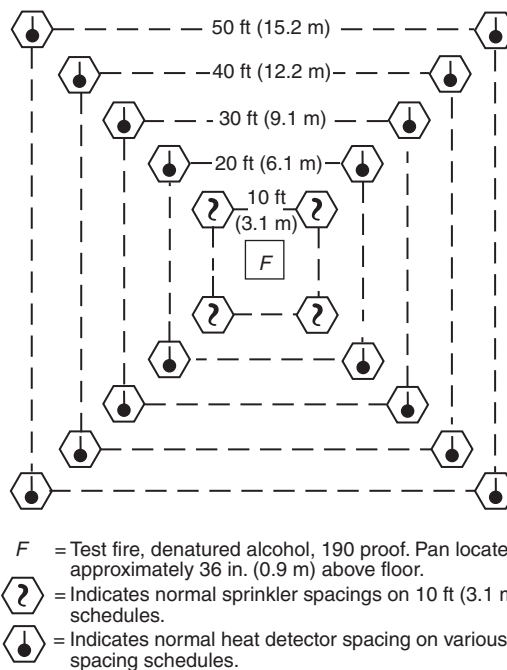 50 ft (15.2 m)
40 ft (12.2 m)
30 ft (9.1 m)
20 ft (6.1 m)
10 ft
(3.1 m)
F
F = Test fire, denatured alcohol, 190 proof. Pan locate
approximately 36 in. (0.9 m) above floor.
= Indicates normal sprinkler spacings on 10 ft (3.1 m
schedules.
= Indicates normal heat detector spacing on various
spacing schedules.